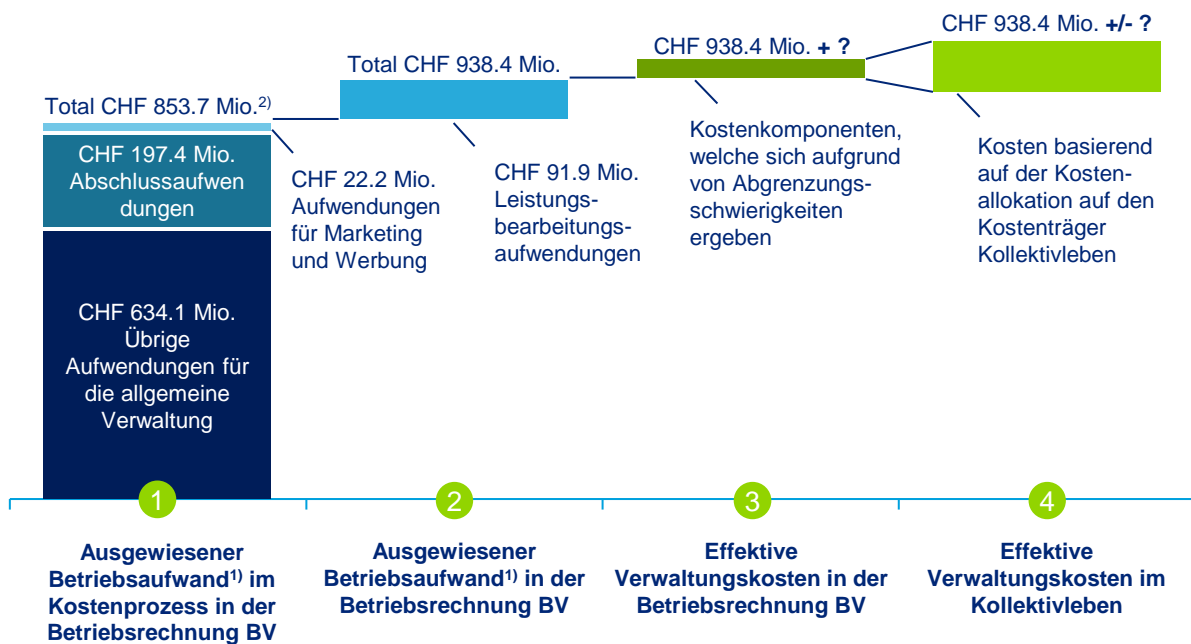 Total CHF 853.7 Mio.2)
CHF 197.4 Mio.
Abschlussaufwen
dungen
CHF 634.1 Mio.
Übrige
Aufwendungen für
die allgemeine
Verwaltung
CHF 22.2 Mio.
Aufwendungen
für Marketing
und Werbung
Total CHF 938.4 Mio.
CHF 91.9 Mio.
Leistungs-
bearbeitungs-
aufwendungen
CHF 938.4 Mio. + ?
Kostenkomponenten,
welche sich aufgrund
von Abgrenzungs-
schwierigkeiten
ergeben
CHF 938.4 Mio. +/- ?
Kosten basierend
auf der Kosten-
allokation auf den
Kostenträger
Kollektivleben
1
Ausgewiesener
Betriebsaufwand1) im
Kostenprozess in der
Betriebsrechnung BV
2
Ausgewiesener
Betriebsaufwand1) in der
Betriebsrechnung BV
3
Effektive
Verwaltungskosten in der
Betriebsrechnung BV
4
Effektive
Verwaltungskosten im
Kollektivleben